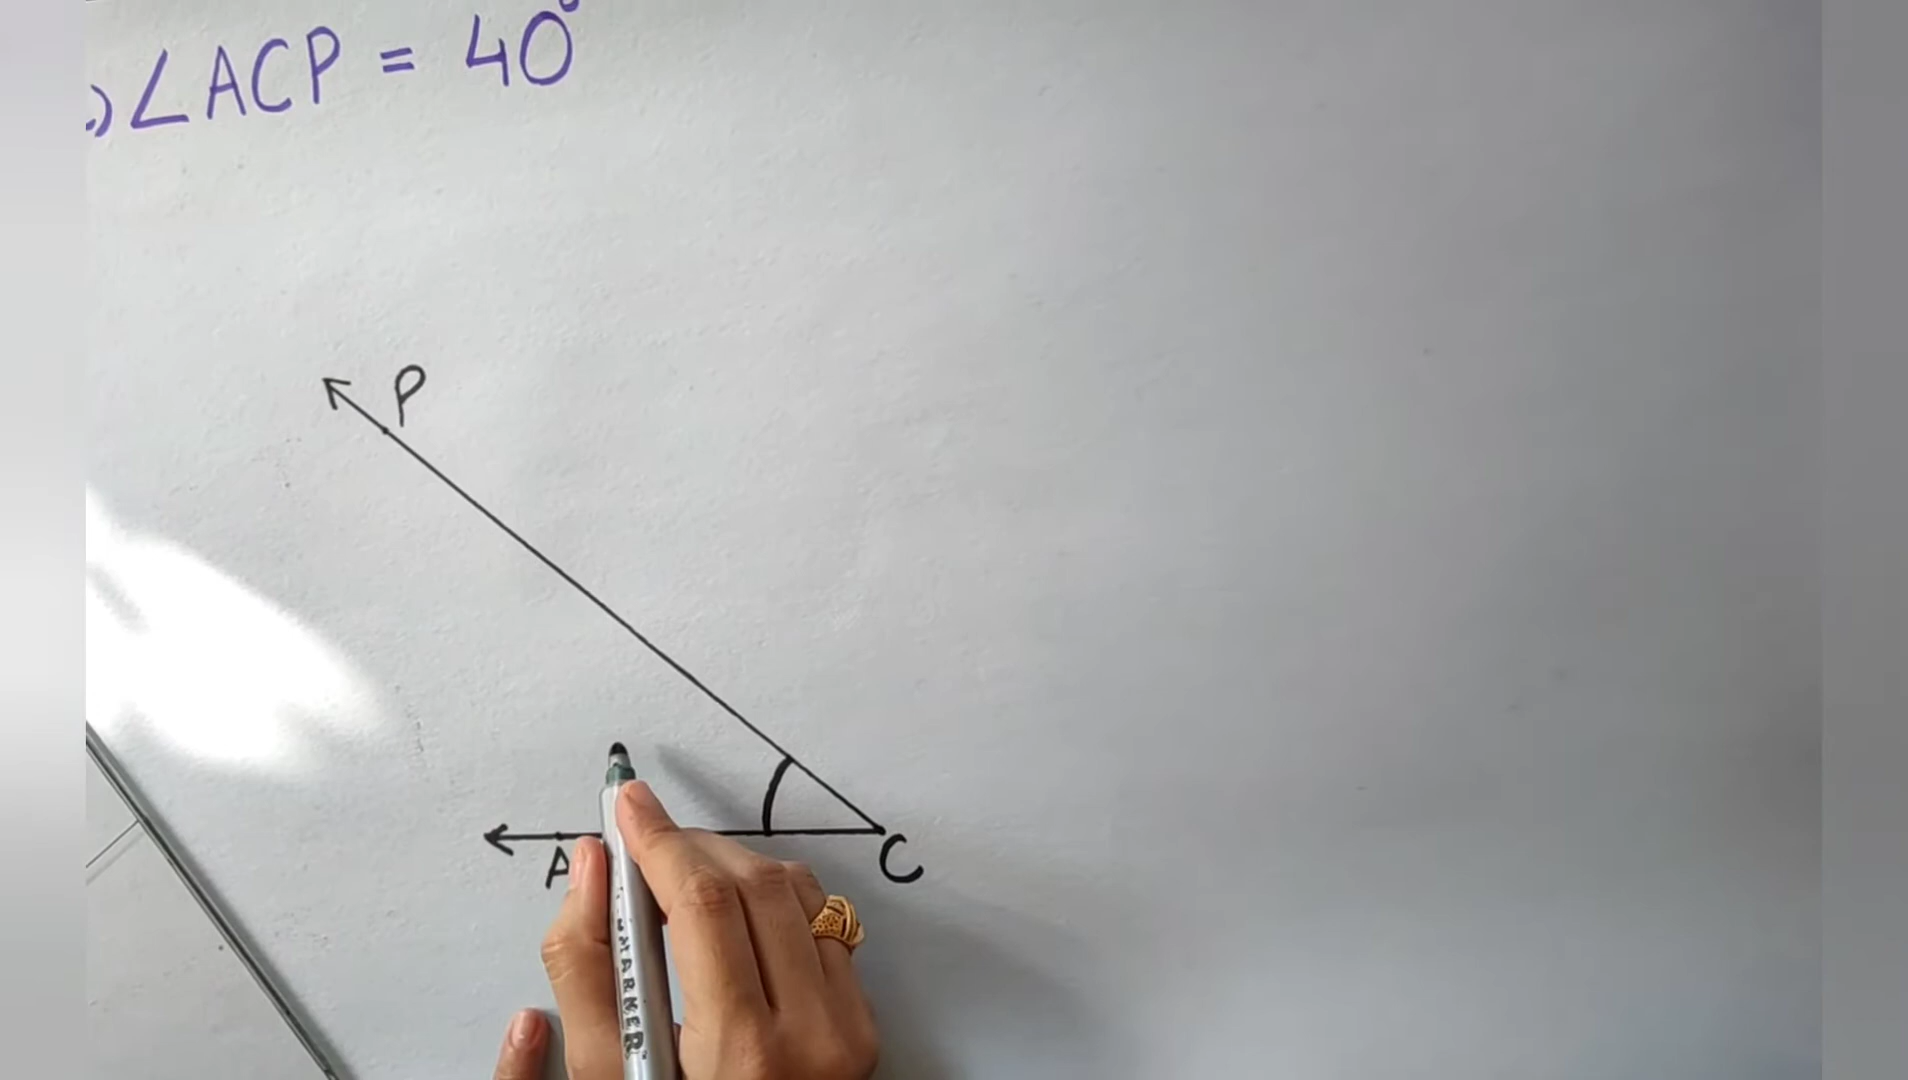 ∠ACP = 40°
P
A
C
MARKER